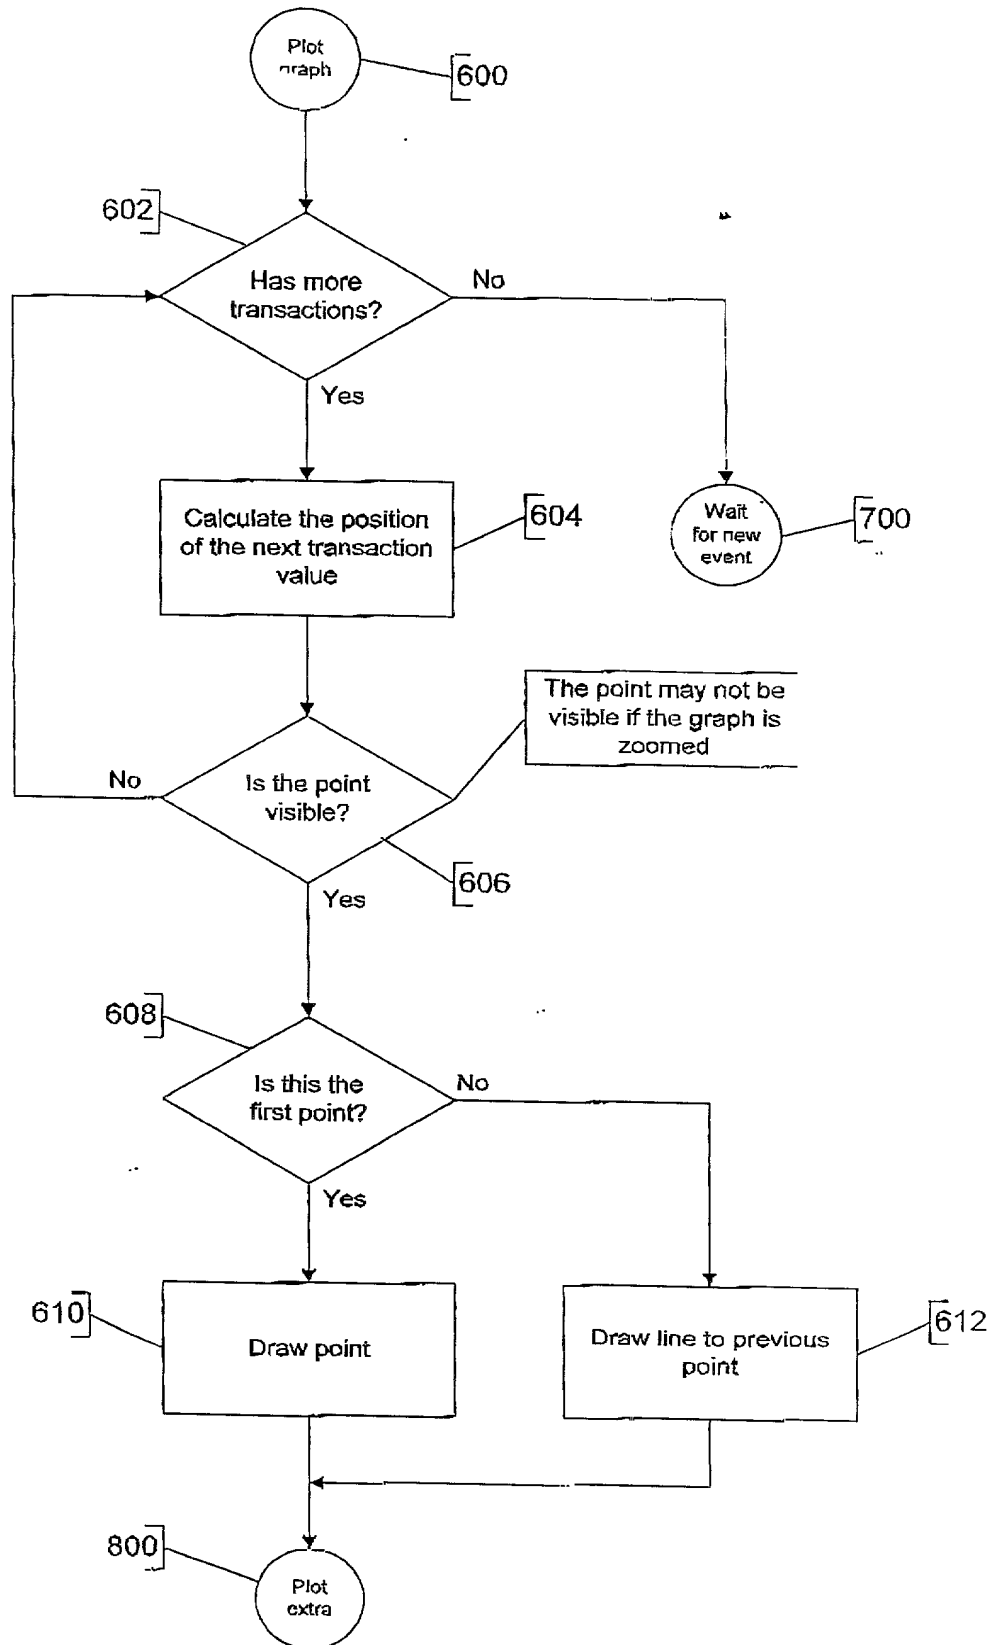 Plot
graph
600
602
Has more
transactions?
No
Yes
Calculate the position
of the next transaction
value
604
Wait
for new
event
700
The point may not be
visible if the graph is
zoomed
No
Is the point
visible?
606
Yes
608
Is this the
first point?
No
Yes
610
Draw point
Draw line to previous
point
612
800
Plot
extra